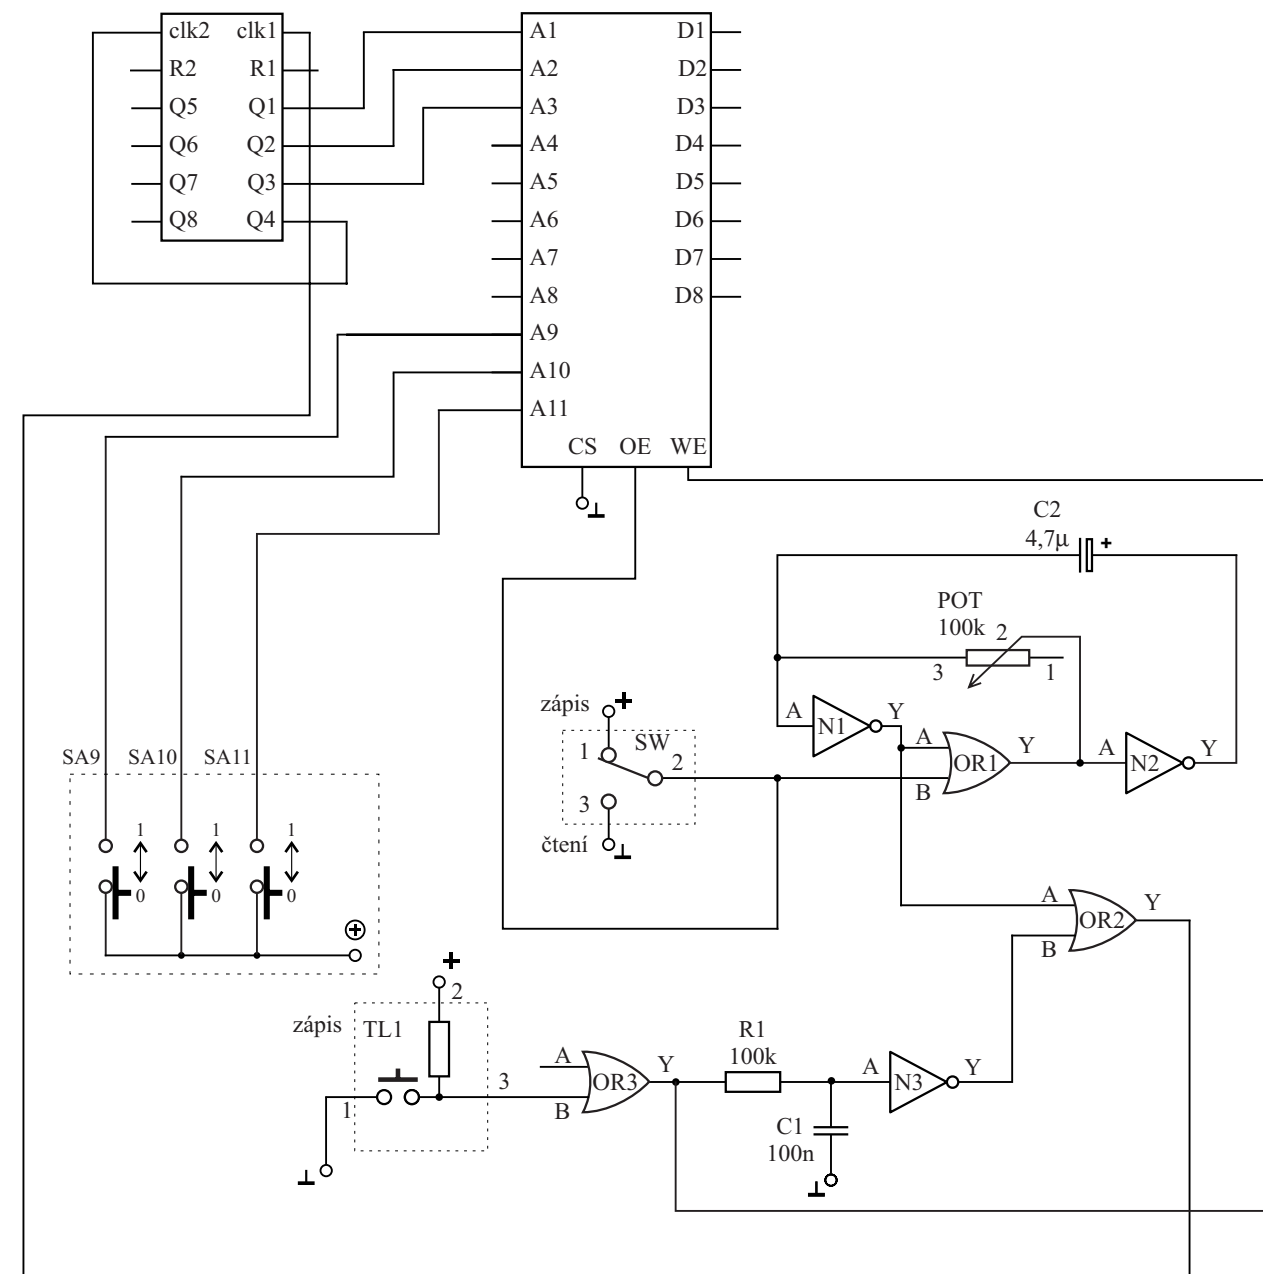 clk2 clk1
R2 R1
Q5 Q1
Q6 Q2
Q7 Q3
Q8 Q4
A1 D1
A2 D2
A3 D3
A4 D4
A5 D5
A6 D6
A7 D7
A8 D8
A9
A10
A11
CS OE WE
C2
4,7µ +
POT
100k 2
3 1
zápis +
SW
1 2
3
čtení
A N1 Y
A OR1 Y
B
A N2 Y
SA9 SA10 SA11
1 1 1
0 0 0
+
A OR2 Y
B
+
2
zápis TL1
1 3
A OR3 Y
B
R1
100k
A N3 Y
C1
100n